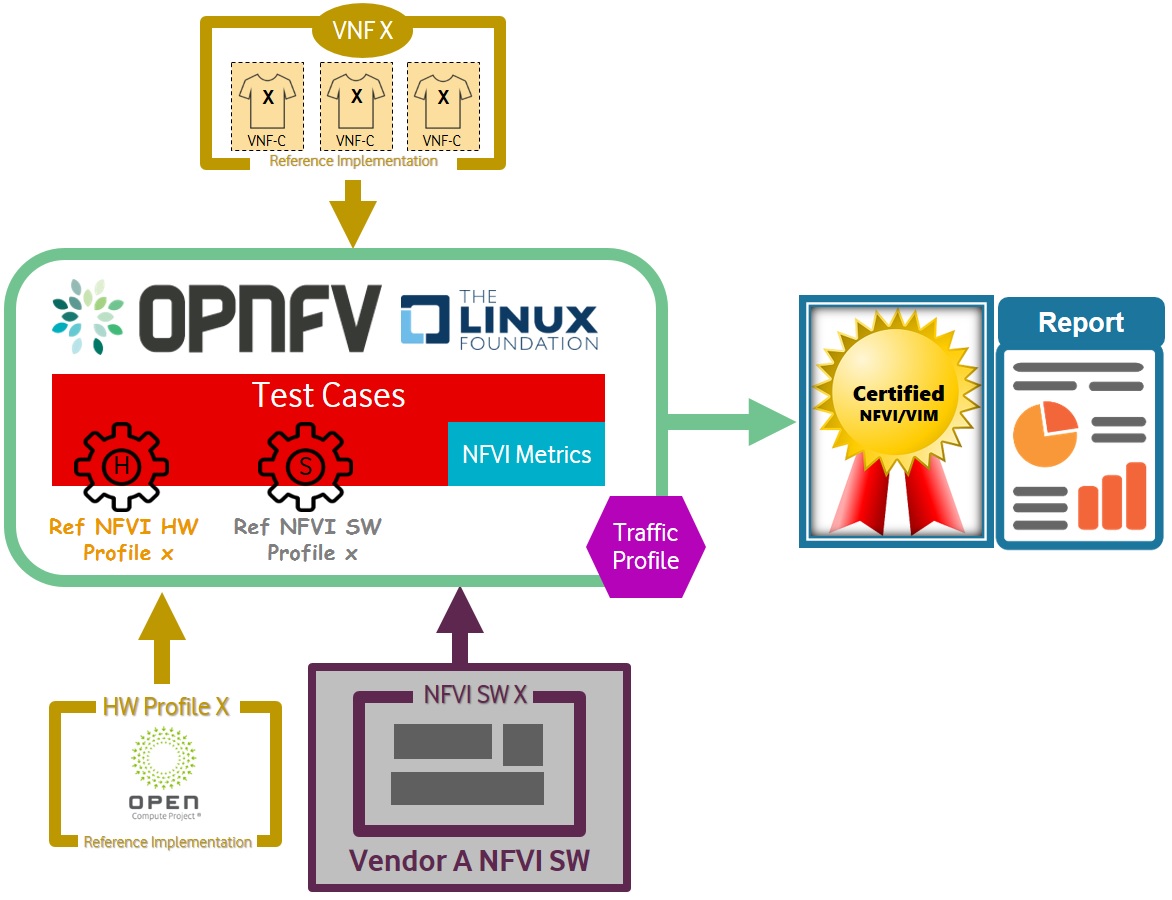 VNF X
X
X
X
VNF-C
VNF-C
VNF-C
Reference Implementation
OPNFV
THE
LINUX
FOUNDATION
Test Cases
H
S
NFVI Metrics
Ref NFVI HW
Profile x
Ref NFVI SW
Profile x
Traffic
Profile
Certified
NFVI/VIM
Report
HW Profile X
OPEN
Compute Project ®
Reference Implementation
NFVI SW X
Vendor A NFVI SW